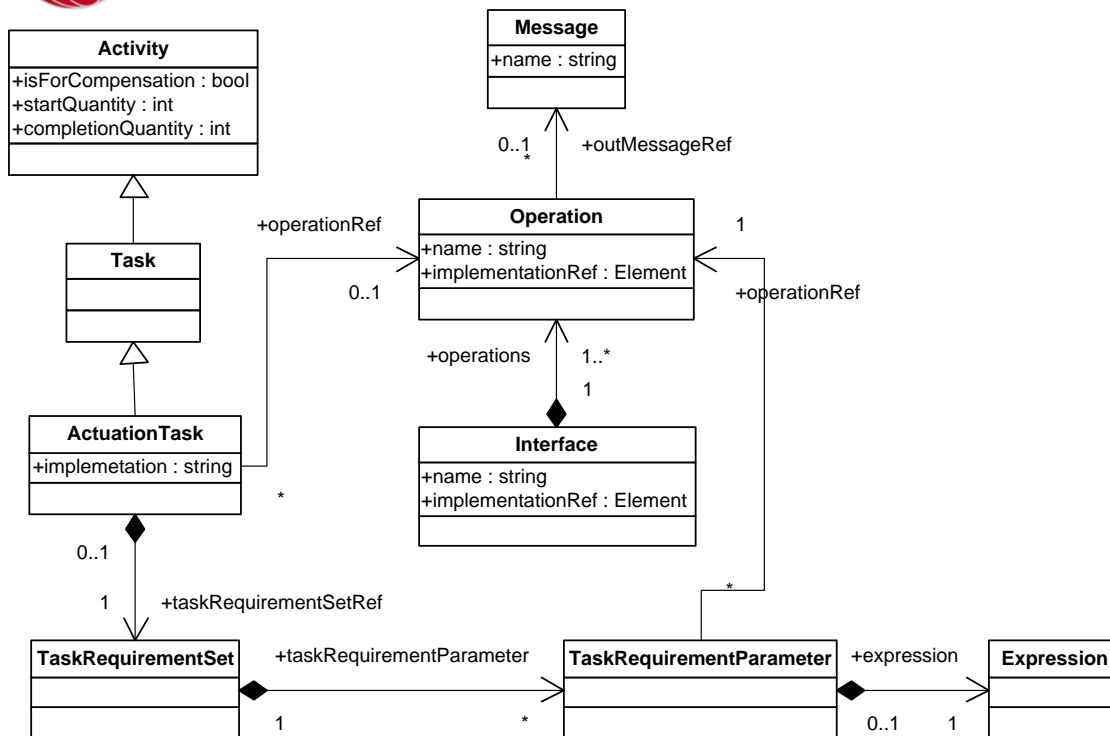 Message
+name : string
Activity
+isForCompensation : bool
+startQuantity : int
+completionQuantity : int
0..1
*
+outMessageRef
Operation
+name : string
+implementationRef : Element
+operationRef
0..1
1
+operationRef
Task
+operations
1..*
1
ActuationTask
+implemetation : string
*
Interface
+name : string
+implementationRef : Element
0..1
1
+taskRequirementSetRef
*
TaskRequirementSet
+taskRequirementParameter
1
*
TaskRequirementParameter
+expression
0..1
1
Expression